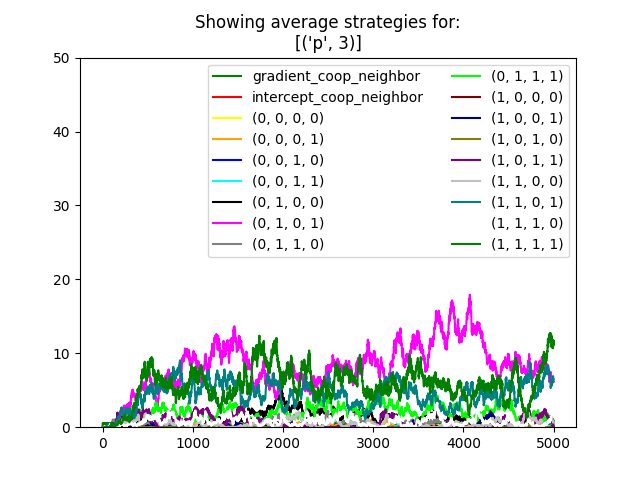 Showing average strategies for:
[('p', 3)]
50
40
30
20
10
0
gradient_coop_neighbor
intercept_coop_neighbor
(0, 0, 0, 0)
(0, 0, 0, 1)
(0, 0, 1, 0)
(0, 0, 1, 1)
(0, 1, 0, 0)
(0, 1, 0, 1)
(0, 1, 1, 0)
(0, 1, 1, 1)
(1, 0, 0, 0)
(1, 0, 0, 1)
(1, 0, 1, 0)
(1, 0, 1, 1)
(1, 1, 0, 0)
(1, 1, 0, 1)
(1, 1, 1, 0)
(1, 1, 1, 1)
0 1000 2000 3000 4000 5000